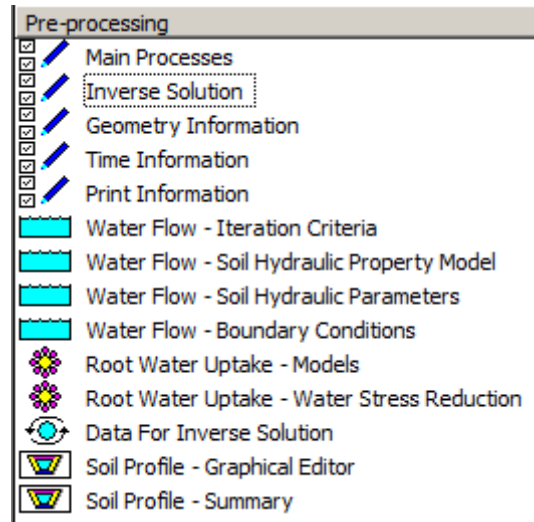 Pre-processing
Main Processes
Inverse Solution
Geometry Information
Time Information
Print Information
Water Flow - Iteration Criteria
Water Flow - Soil Hydraulic Property Model
Water Flow - Soil Hydraulic Parameters
Water Flow - Boundary Conditions
Root Water Uptake - Models
Root Water Uptake - Water Stress Reduction
Data For Inverse Solution
Soil Profile - Graphical Editor
Soil Profile - Summary